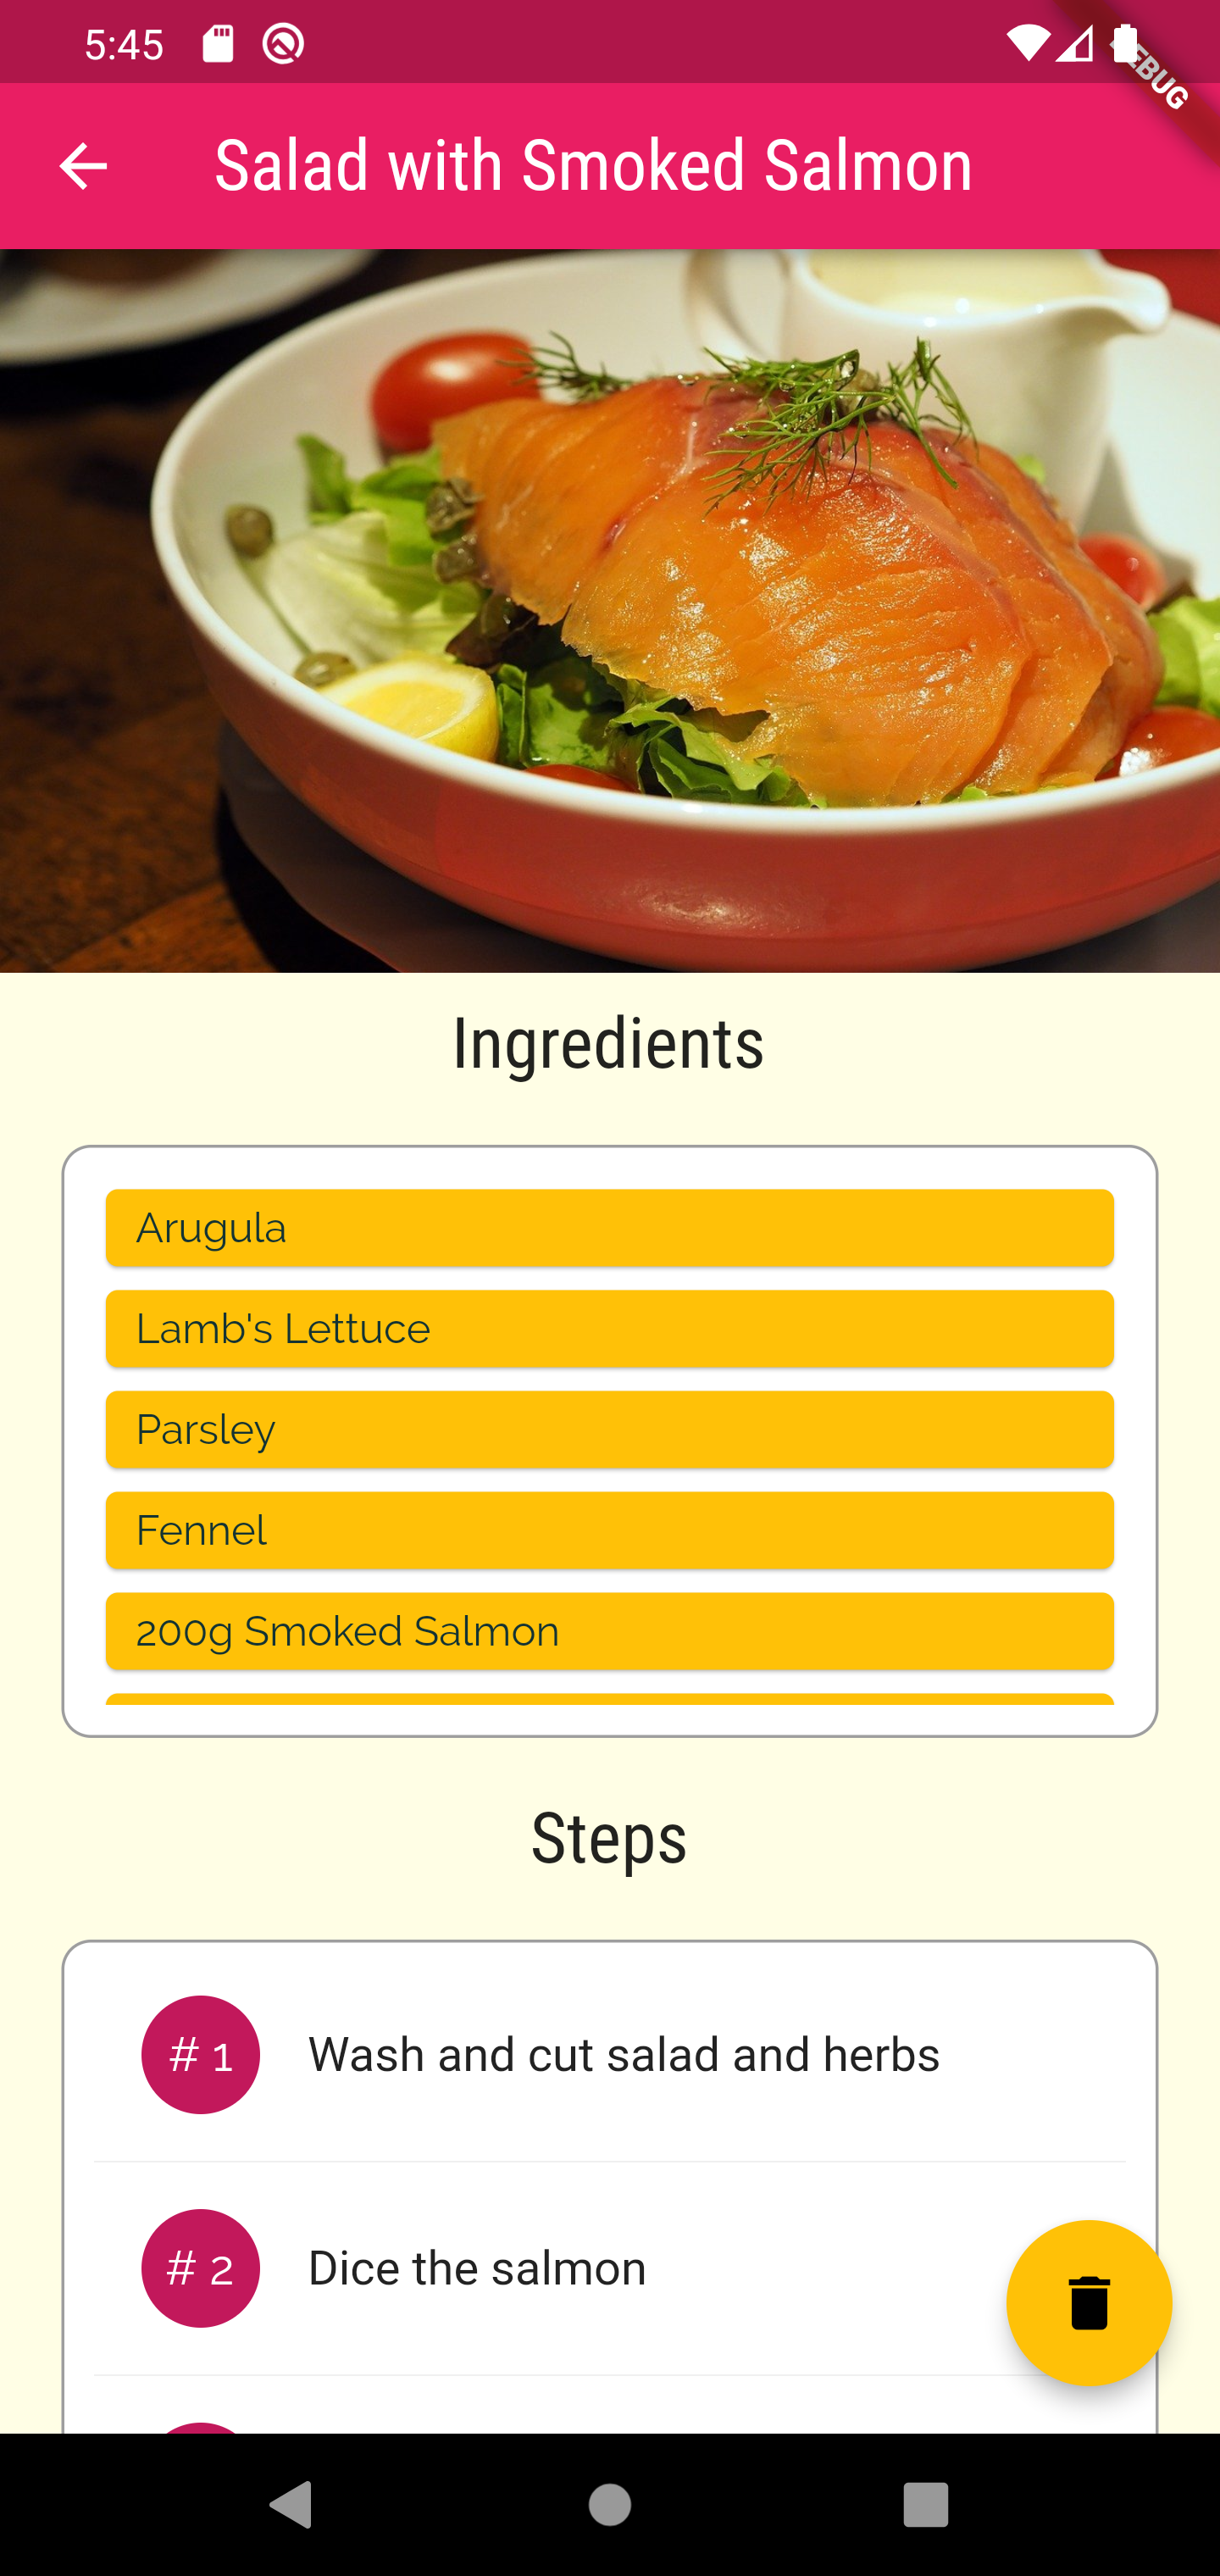 5:45
DEBUG
Salad with Smoked Salmon
Ingredients
Arugula
Lamb's Lettuce
Parsley
Fennel
200g Smoked Salmon
Steps
# 1 Wash and cut salad and herbs
# 2 Dice the salmon